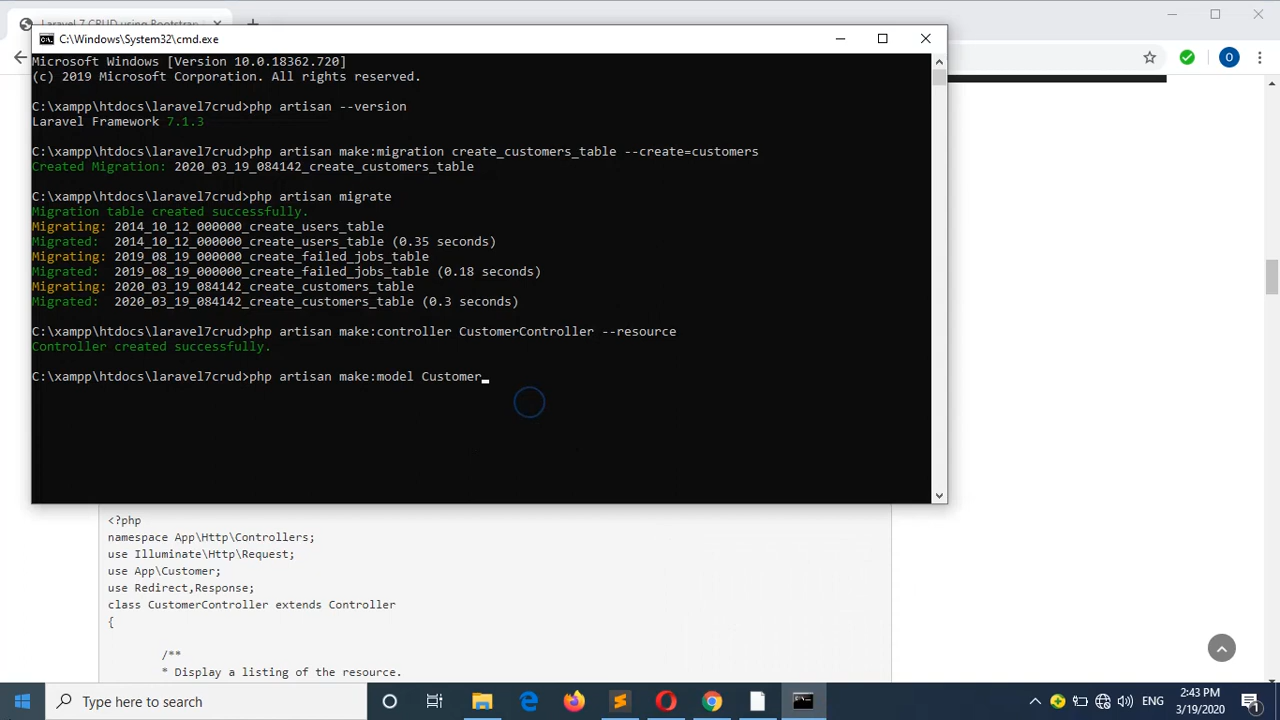 Laravel 7 CRUD using Bootstrap
C:\Windows\System32\cmd.exe
O
Microsoft Windows [Version 10.0.18362.720]
(c) 2019 Microsoft Corporation. All rights reserved.
C:\xampp\htdocs\laravel7crud>php artisan --version
Laravel Framework 7.1.3
C:\xampp\htdocs\laravel7crud>php artisan make:migration create_customers_table --create=customers
Created Migration: 2020_03_19_084142_create_customers_table
C:\xampp\htdocs\laravel7crud>php artisan migrate
Migration table created successfully.
Migrating: 2014_10_12_000000_create_users_table
Migrated:  2014_10_12_000000_create_users_table (0.35 seconds)
Migrating: 2019_08_19_000000_create_failed_jobs_table
Migrated:  2019_08_19_000000_create_failed_jobs_table (0.18 seconds)
Migrating: 2020_03_19_084142_create_customers_table
Migrated:  2020_03_19_084142_create_customers_table (0.3 seconds)
C:\xampp\htdocs\laravel7crud>php artisan make:controller CustomerController --resource
Controller created successfully.
C:\xampp\htdocs\laravel7crud>php artisan make:model Customer
<?php
namespace App\Http\Controllers;
use Illuminate\Http\Request;
use App\Customer;
use Redirect,Response;
class CustomerController extends Controller
{
/**
* Display a listing of the resource.
Type here to search
ENG
2:43 PM
3/19/2020
1